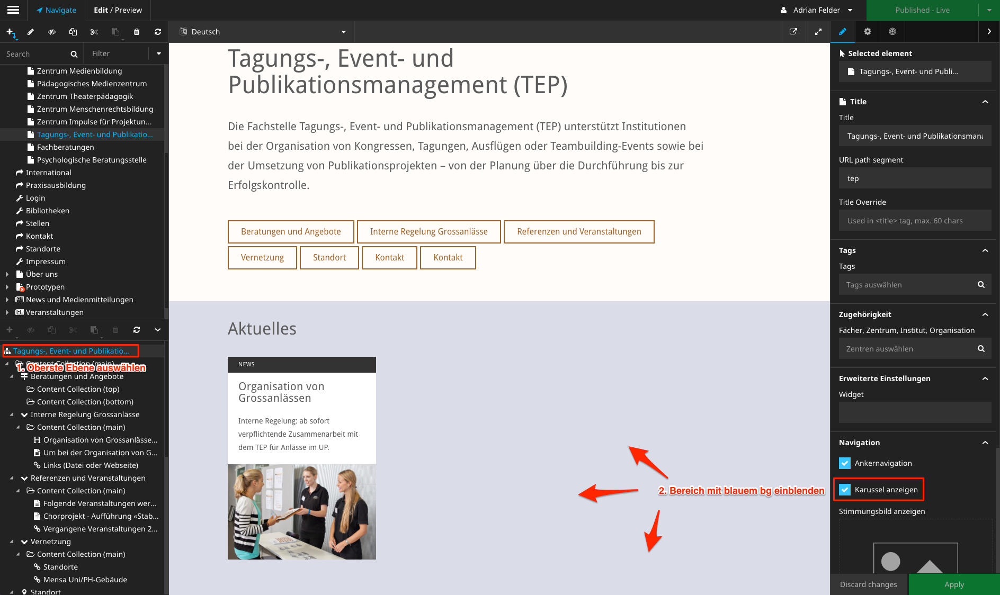 Navigate
Edit / Preview
Adrian Felder
Published - Live
Deutsch
Search
Filter
Zentrum Medienbildung
Pädagogisches Medienzentrum
Zentrum Theaterpädagogik
Zentrum Menschenrechtsbildung
Zentrum Impulse für Projektun...
Tagungs-, Event- und Publikatio...
Fachberatungen
Psychologische Beratungsstelle
International
Praxisausbildung
Login
Bibliotheken
Stellen
Kontakt
Standorte
Impressum
Über uns
Prototypen
News und Medienmitteilungen
Veranstaltungen
Tagungs-, Event- und Publikatio...
Content Collection (main)
1. Oberste Ebene auswählen
Beratungen und Angebote
Content Collection (top)
Content Collection (bottom)
Interne Regelung Grossanlässe
Content Collection (main)
H Organisation von Grossanlässe...
Um bei der Organisation von G...
Links (Datei oder Webseite)
Referenzen und Veranstaltungen
Content Collection (main)
Folgende Veranstaltungen wer...
Chorprojekt - Aufführung «Stab...
Vergangene Veranstaltungen 2...
Vernetzung
Content Collection (main)
Standorte
Mensa Uni/PH-Gebäude
Standort
Tagungs-, Event- und
Publikationsmanagement (TEP)
Die Fachstelle Tagungs-, Event- und Publikationsmanagement (TEP) unterstützt Institutionen
bei der Organisation von Kongressen, Tagungen, Ausflügen oder Teambuilding-Events sowie bei
der Umsetzung von Publikationsprojekten – von der Planung über die Durchführung bis zur
Erfolgskontrolle.
Beratungen und Angebote
Interne Regelung Grossanlässe
Referenzen und Veranstaltungen
Vernetzung
Standort
Kontakt
Kontakt
Aktuelles
NEWS
Organisation von
Grossanlässen
Interne Regelung: ab sofort
verpflichtende Zusammenarbeit mit
dem TEP für Anlässe im UP.
2. Bereich mit blauem bg einblenden
Selected element
Tagungs-, Event- und Publi...
Title
Title
Tagungs-, Event- und Publikationsmana
URL path segment
tep
Title Override
Used in <title> tag, max. 60 chars
Tags
Tags
Tags auswählen
Zugehörigkeit
Fächer, Zentrum, Institut, Organisation
Zentren auswählen
Erweiterte Einstellungen
Widget
Navigation
Ankernavigation
Karussel anzeigen
Stimmungsbild anzeigen
Discard changes
Apply